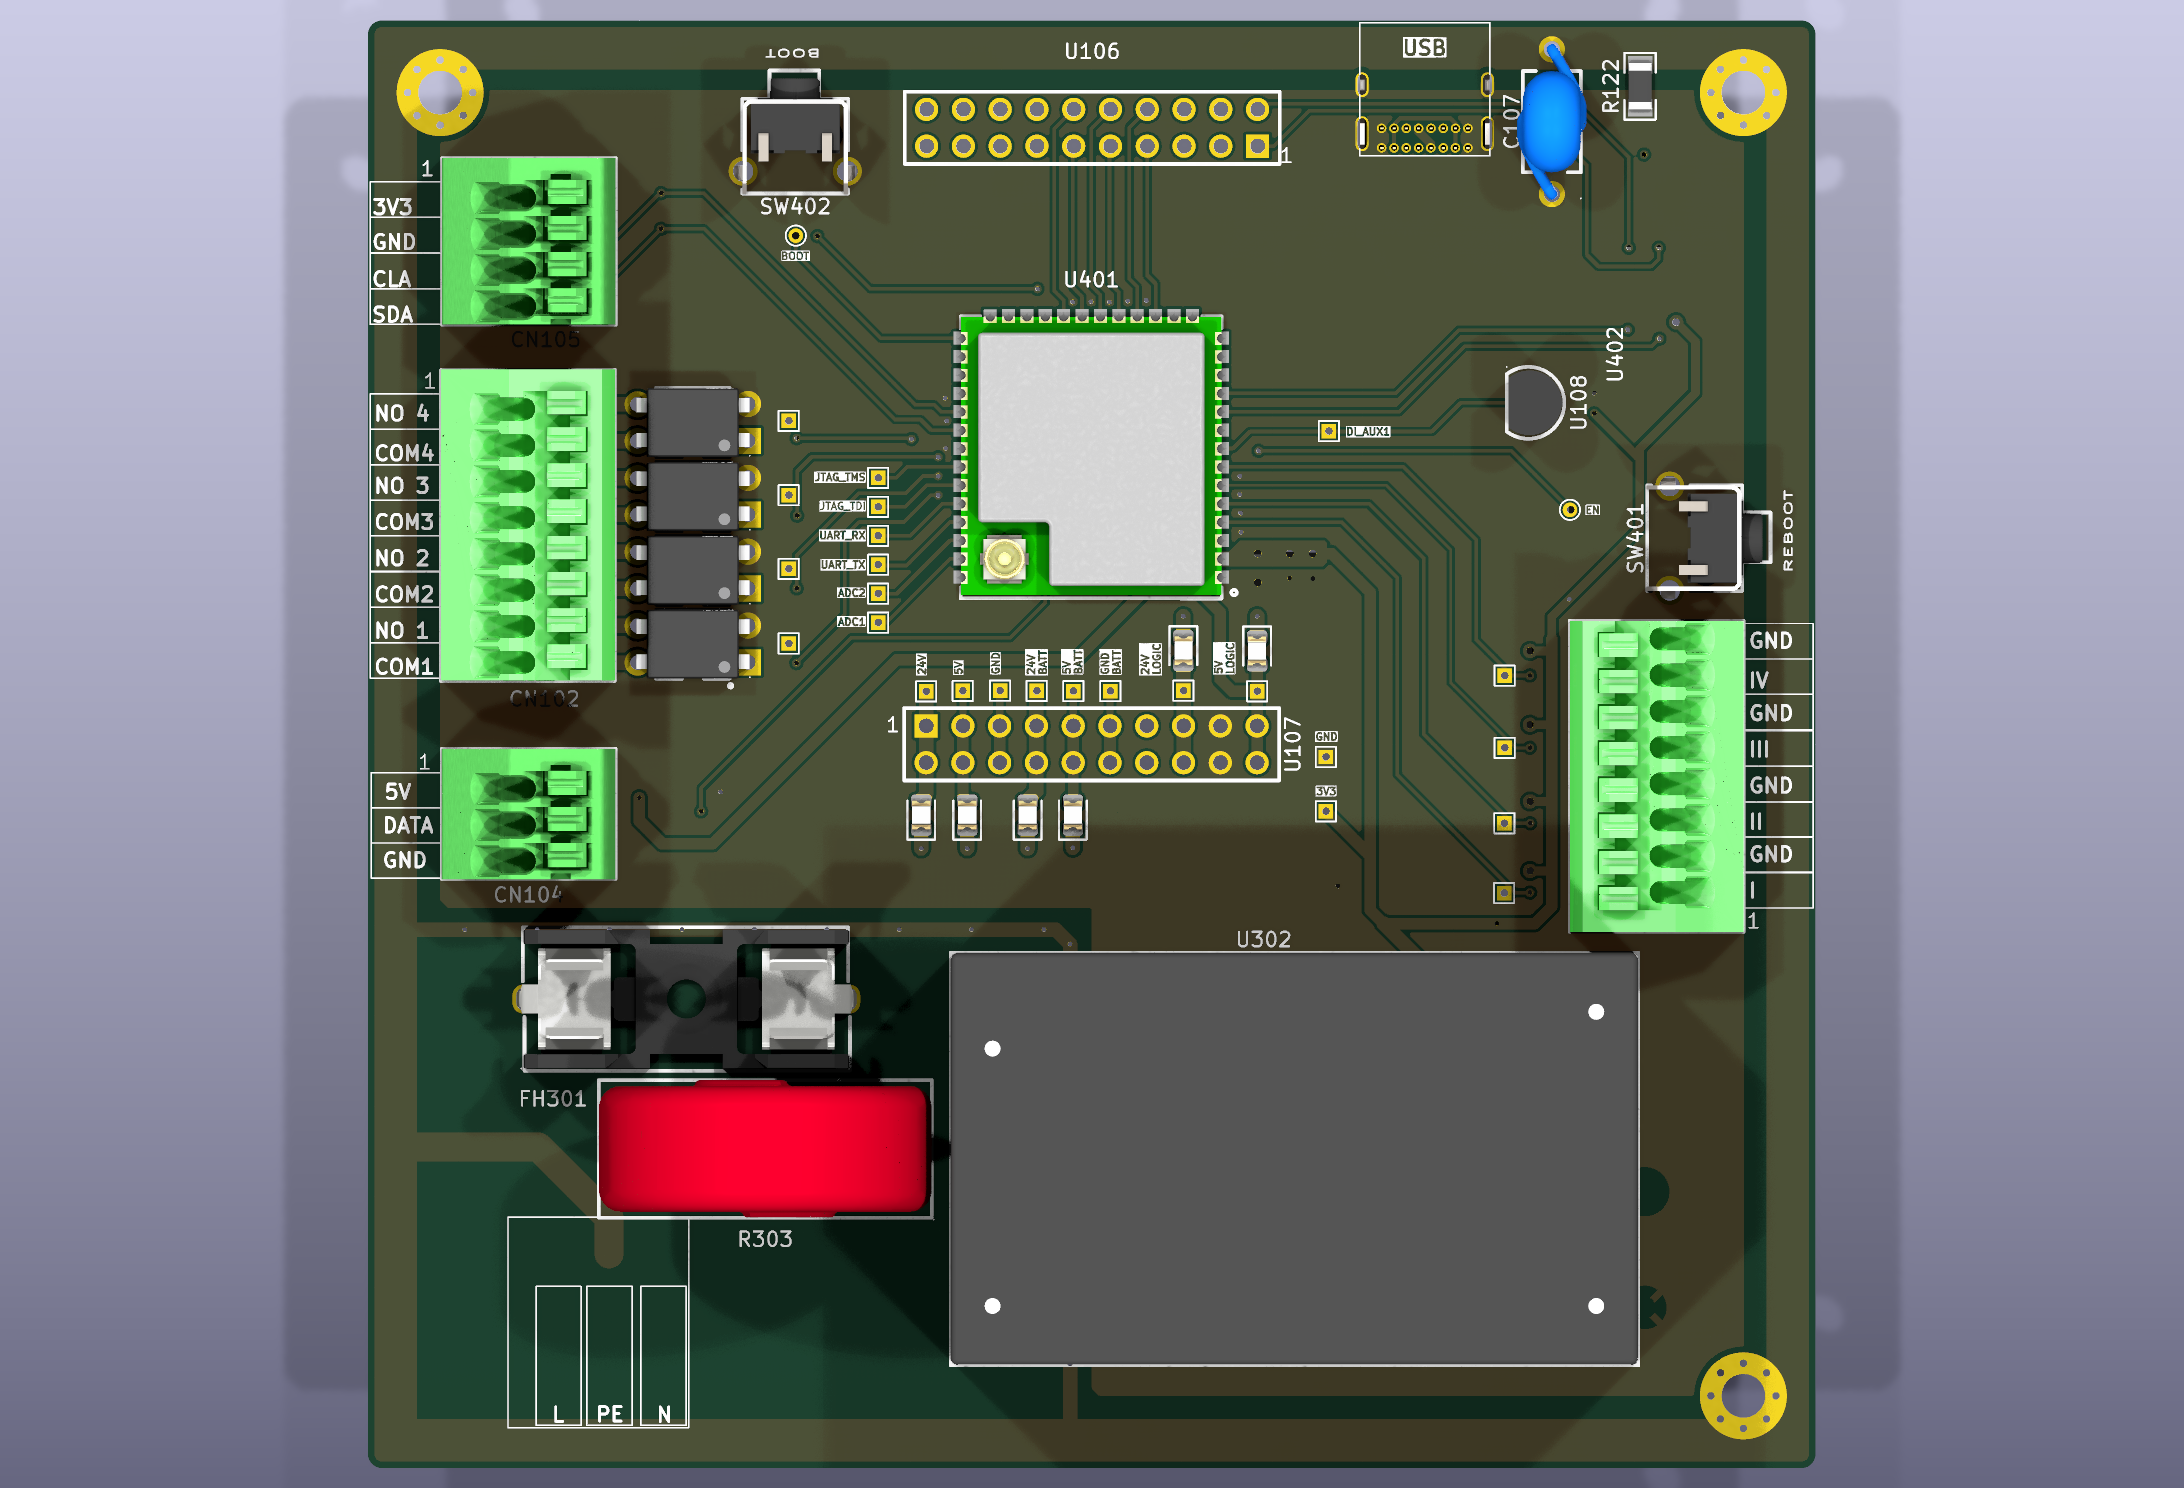 BOOT
U106
USB
C107
R122
1
1
3V3
GND
CLA
SDA
CN105
SW402
BOOT
U401
U402
U108
1
NO 4
COM4
NO 3
COM3
NO 2
COM2
NO 1
COM1
CN102
JTAG_TMS
JTAG_TDI
UART_RX
UART_TX
ADC2
ADC1
DI_AUX1
EN
SW401
REBOOT
24V
5V
GND
24V
BATT
5V
BATT
GND
BATT
24V
LOGIC
5V
LOGIC
1
U107
GND
3V3
GND
IV
GND
III
GND
II
GND
I
1
1
5V
DATA
GND
CN104
U302
FH301
R303
L
PE
N